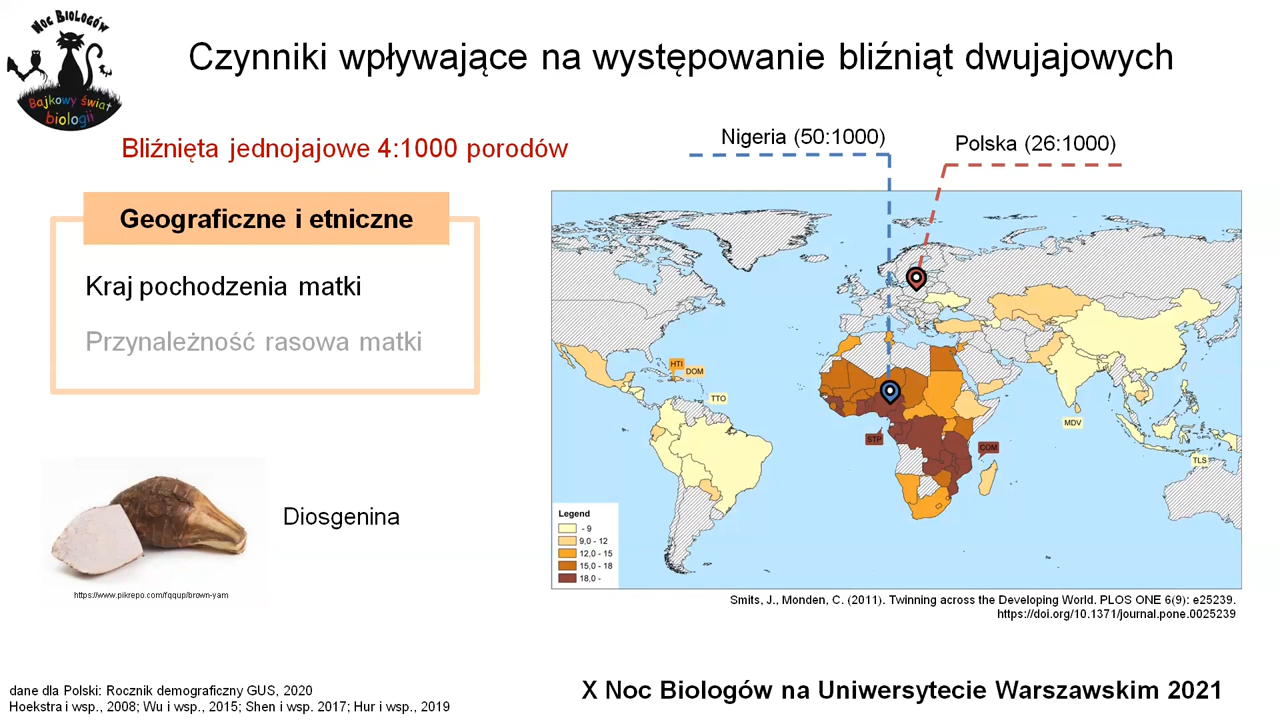 Noc Biologów
Bajkowy świat
biologii
Czynniki wpływające na występowanie bliźniąt dwujajowych
Bliźnięta jednojajowe 4:1000 porodów
Nigeria (50:1000)
Polska (26:1000)
Geograficzne i etniczne
Kraj pochodzenia matki
Przynależność rasowa matki
HTI
DOM
TTO
STP
COM
MDV
TLS
Legend
- 9
9,0 - 12
12,0 - 15
15,0 - 18
18,0 -
Diosgenina
https://www.pikrepo.com/fqqup/brown-yam
Smits, J., Monden, C. (2011). Twinning across the Developing World. PLOS ONE 6(9): e25239.
https://doi.org/10.1371/journal.pone.0025239
dane dla Polski: Rocznik demograficzny GUS, 2020
Hoekstra i wsp., 2008; Wu i wsp., 2015; Shen i wsp. 2017; Hur i wsp., 2019
X Noc Biologów na Uniwersytecie Warszawskim 2021